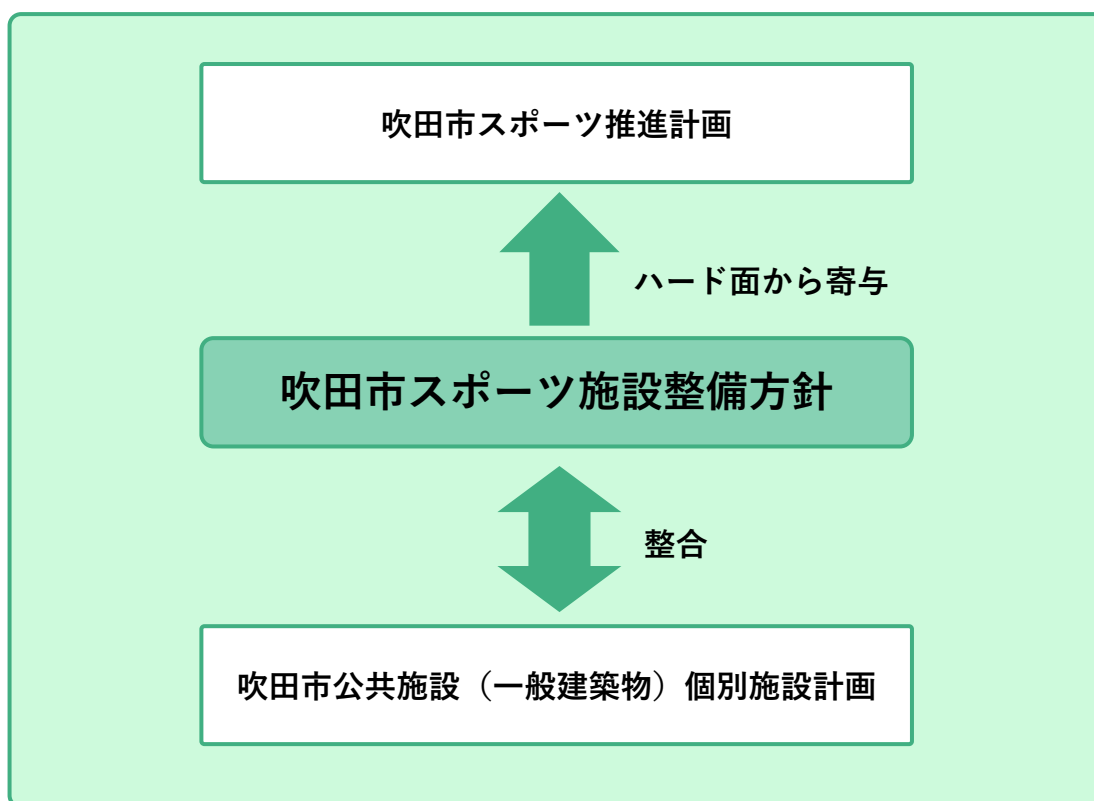 吹田市スポーツ推進計画
ハード面から寄与
吹田市スポーツ施設整備方針
整合
吹田市公共施設（一般建築物）個別施設計画